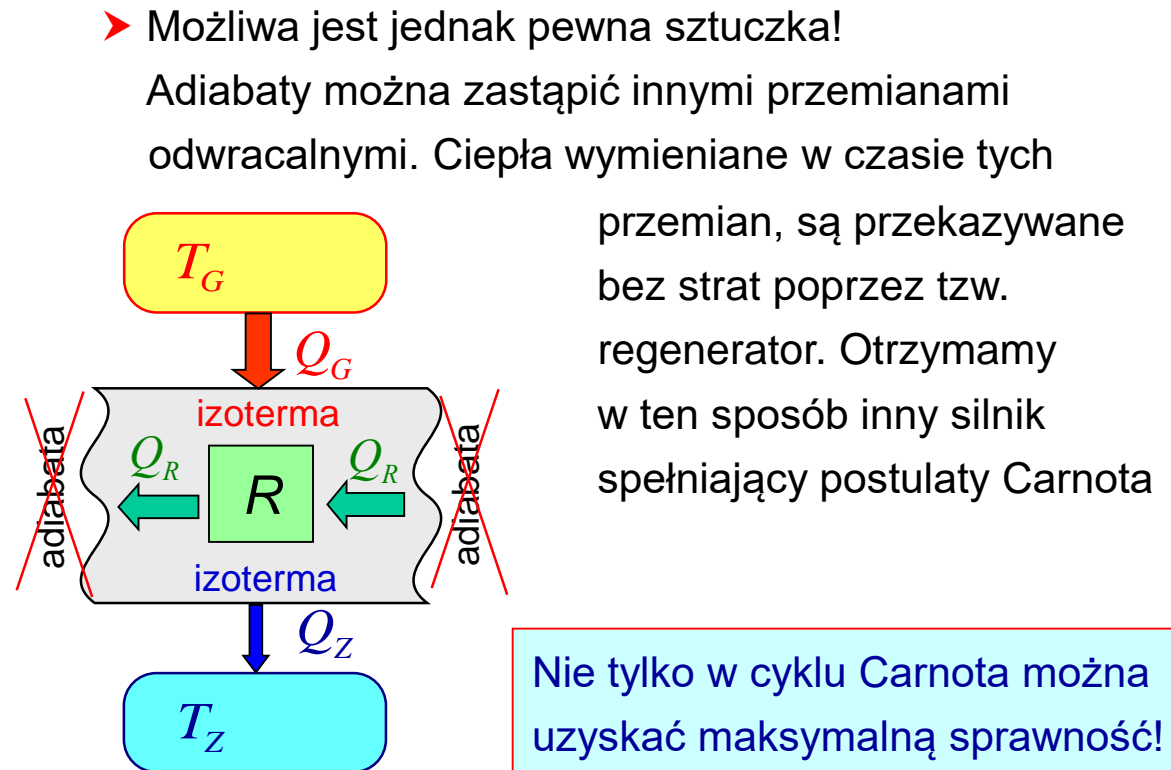 ➤ Możliwa jest jednak pewna sztuczka!
Adiabaty można zastąpić innymi przemianami
odwracalnymi. Ciepła wymieniane w czasie tych
przemian, są przekazywane
bez strat poprzez tzw.
regenerator. Otrzymamy
w ten sposób inny silnik
spełniający postulaty Carnota
T_G
Q_G
izoterma
adiabata
Q_R
R
Q_R
adiabata
izoterma
Q_Z
T_Z
Nie tylko w cyklu Carnota można
uzyskać maksymalną sprawność!